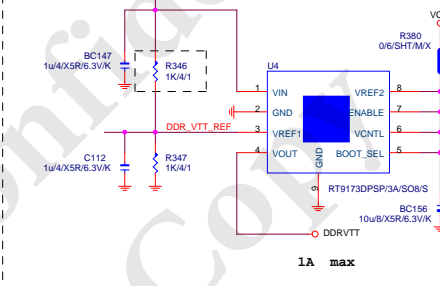 VC
R380
0/6/SHT/M/X
BC147
1u/4/X5R/6.3V/K
R346
1K/4/1
U4
1 VIN VREF2 8
2 GND ENABLE 7
DDR_VTT_REF 3 VREF1 VCNTL 6
4 VOUT BOOT_SEL 5
GND
9
C112
1u/4/X5R/6.3V/K
R347
1K/4/1
RT9173DPSP/3A/SO8/S
BC156
10u/8/X5R/6.3V/K
DDRVTT
1A max
Confide
Copy